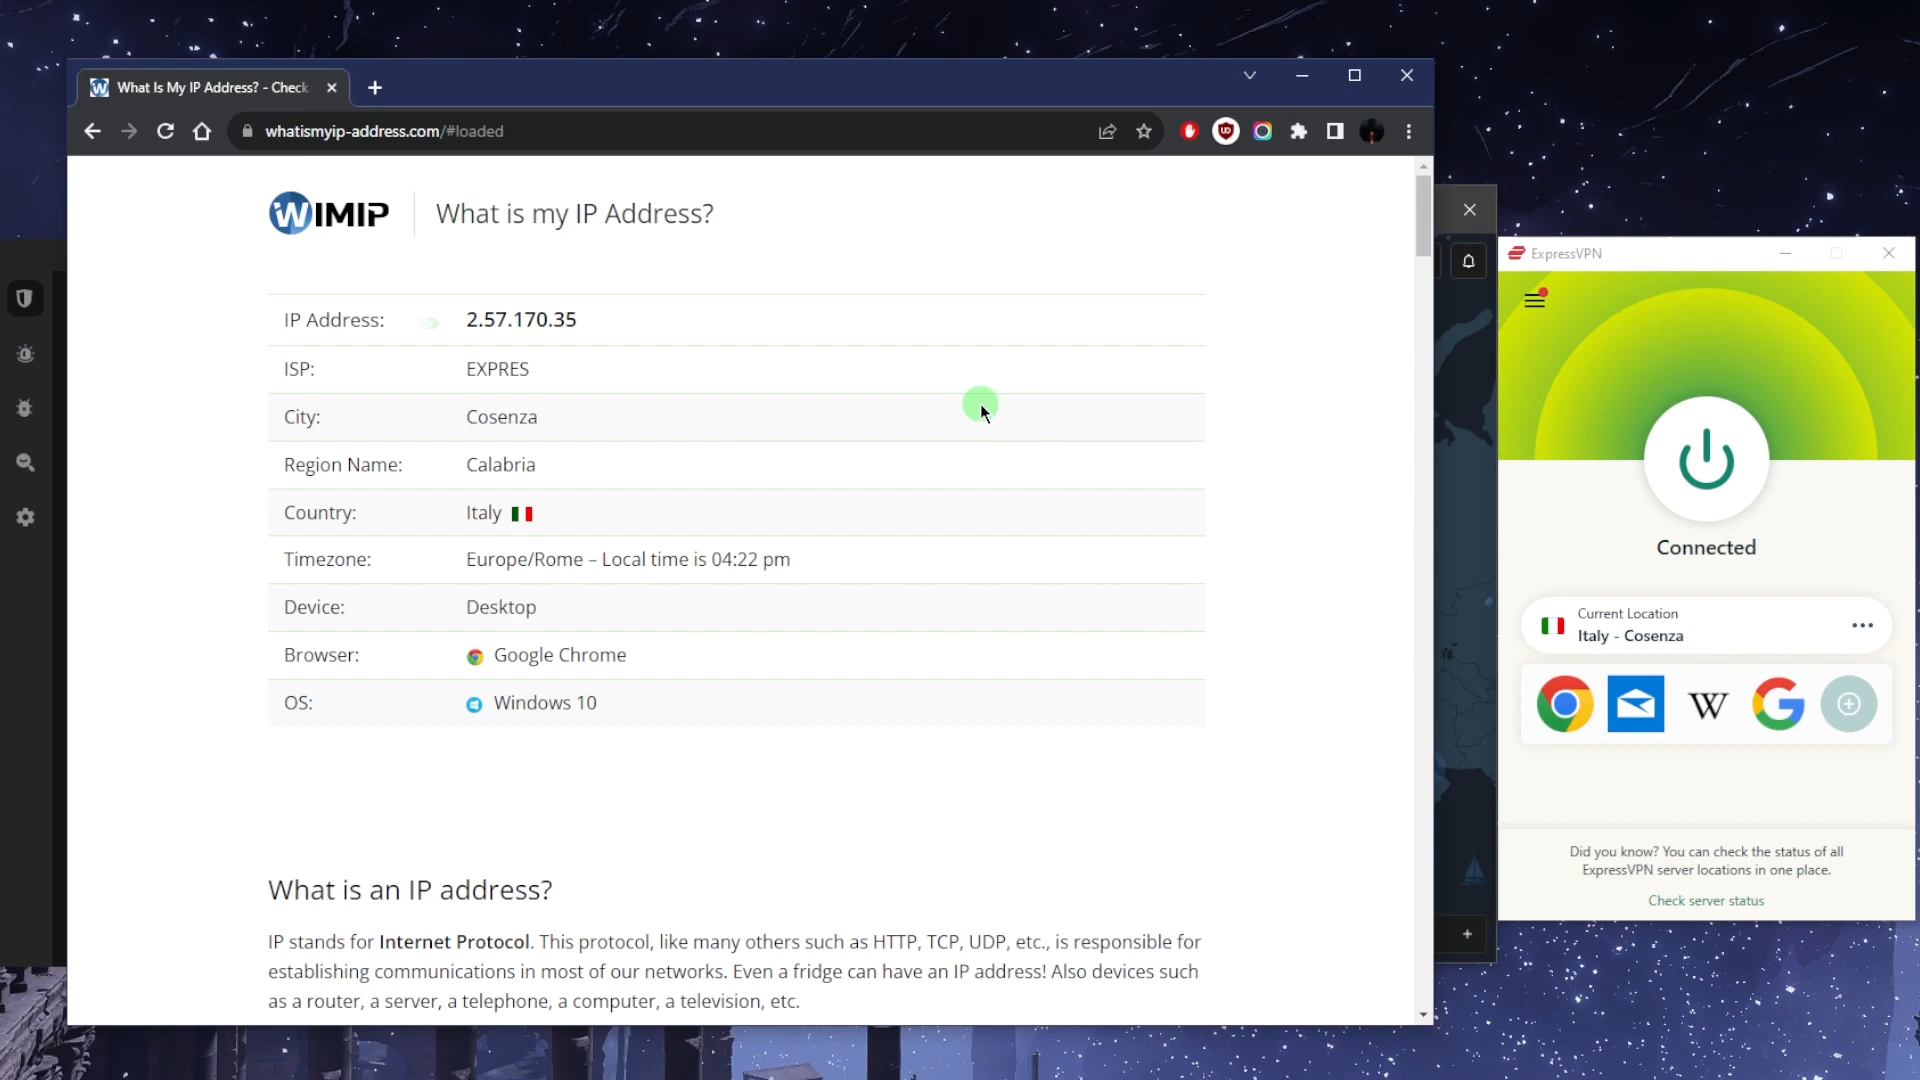 What Is My IP Address? - Check
whatismyip-address.com/#loaded
WIMIP
What is my IP Address?
IP Address: 2.57.170.35
ISP: EXPRES
City: Cosenza
Region Name: Calabria
Country: Italy
Timezone: Europe/Rome – Local time is 04:22 pm
Device: Desktop
Browser: Google Chrome
OS: Windows 10
What is an IP address?
IP stands for Internet Protocol. This protocol, like many others such as HTTP, TCP, UDP, etc., is responsible for
establishing communications in most of our networks. Even a fridge can have an IP address! Also devices such
as a router, a server, a telephone, a computer, a television, etc.
ExpressVPN
Connected
Current Location
Italy - Cosenza
W
Did you know? You can check the status of all
ExpressVPN server locations in one place.
Check server status